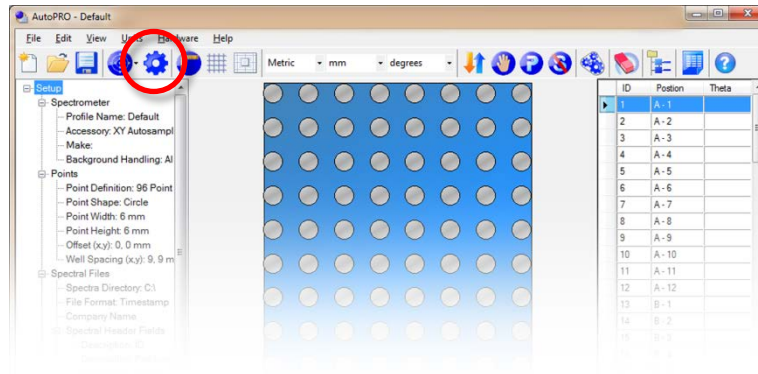 AutoPRO - Default
File Edit View Units Hardware Help
Metric mm degrees
Setup
Spectrometer
Profile Name: Default
Accessory: XY Autosampl
Make:
Background Handling: Al
Points
Point Definition: 96 Point
Point Shape: Circle
Point Width: 6 mm
Point Height: 6 mm
Offset (x,y): 0, 0 mm
Well Spacing (x,y): 9, 9 m
Spectral Files
Spectra Directory: C:\
File Format: Timestamp
Company Name
Spectral Header Fields
ID Postion Theta
1 A - 1
2 A - 2
3 A - 3
4 A - 4
5 A - 5
6 A - 6
7 A - 7
8 A - 8
9 A - 9
10 A - 10
11 A - 11
12 A - 12
13 B - 1
14 B - 2